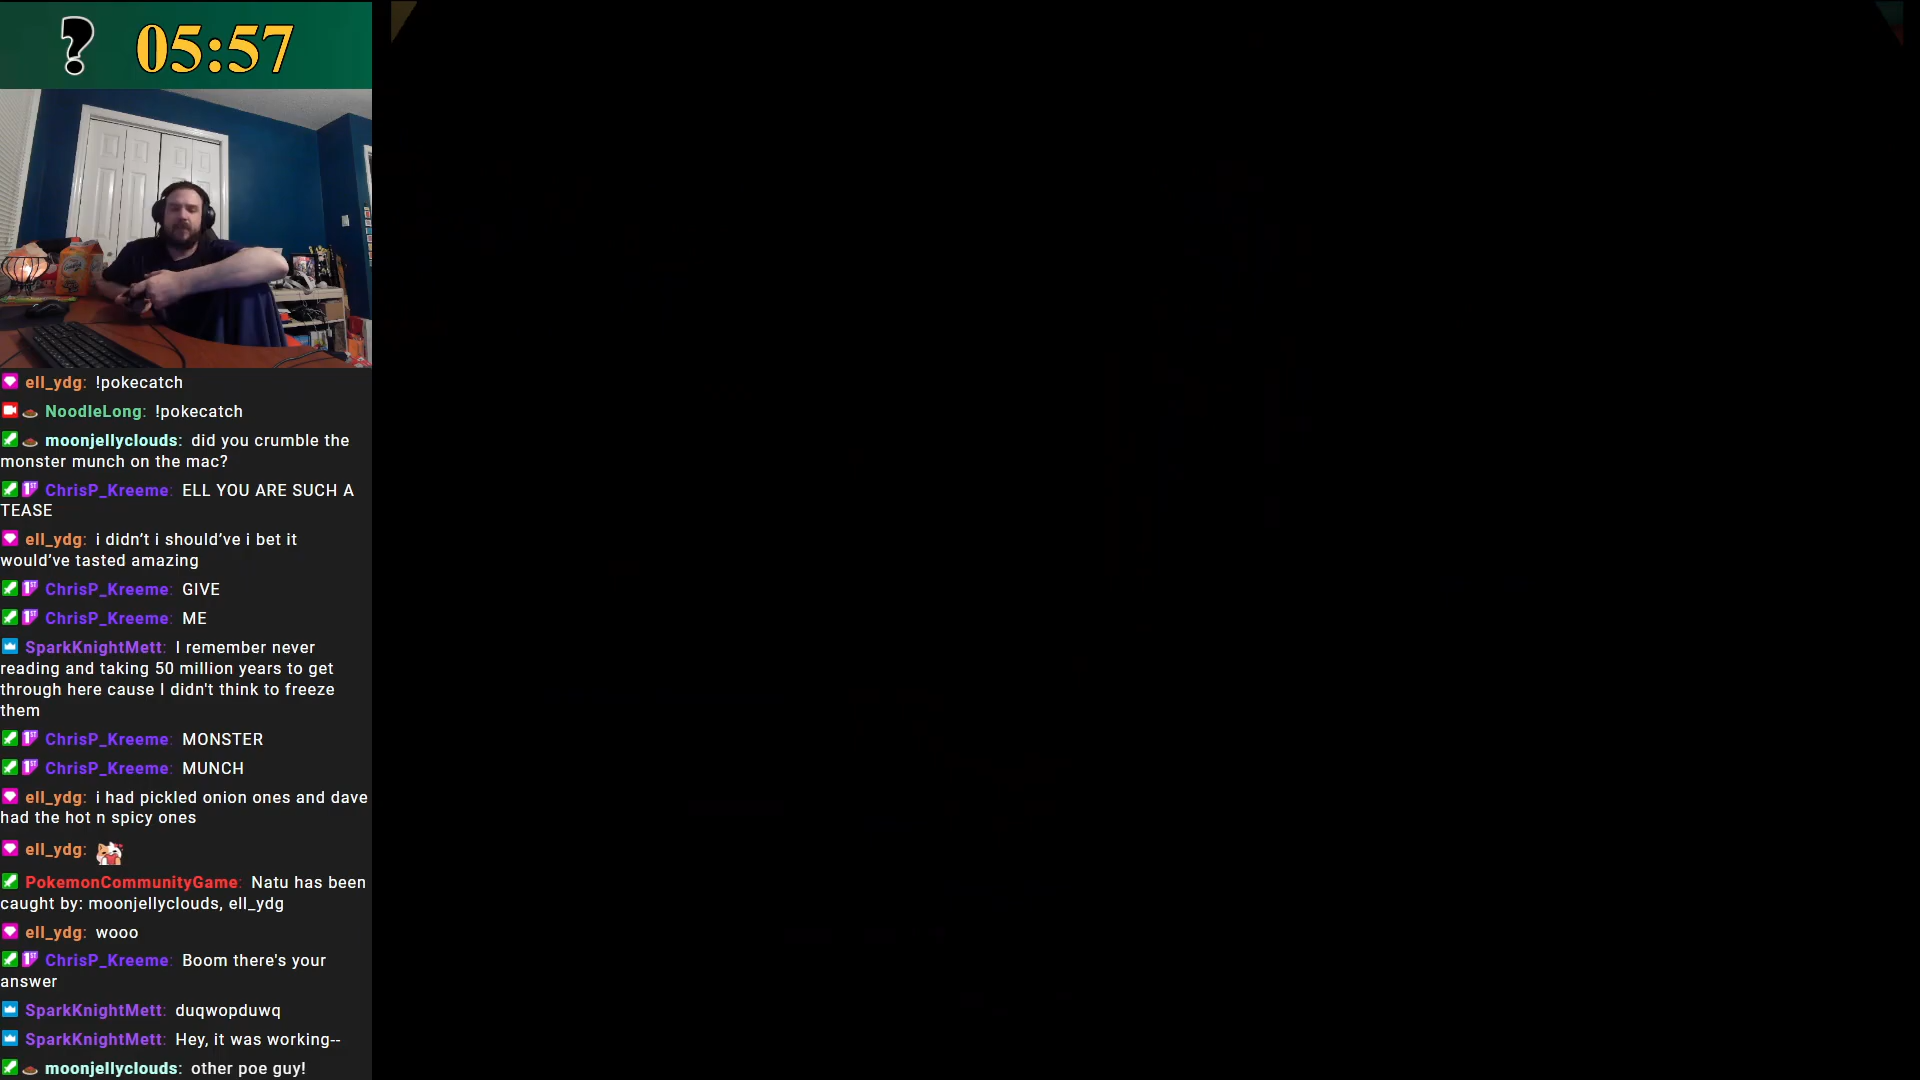 ? 05:57
ell_ydg: !pokecatch
NoodleLong: !pokecatch
moonjellyclouds: did you crumble the
monster munch on the mac?
ChrisP_Kreeme: ELL YOU ARE SUCH A
TEASE
ell_ydg: i didn’t i should’ve i bet it
would’ve tasted amazing
ChrisP_Kreeme: GIVE
ChrisP_Kreeme: ME
SparkKnightMett: I remember never
reading and taking 50 million years to get
through here cause I didn't think to freeze
them
ChrisP_Kreeme: MONSTER
ChrisP_Kreeme: MUNCH
ell_ydg: i had pickled onion ones and dave
had the hot n spicy ones
ell_ydg:
PokemonCommunityGame: Natu has been
caught by: moonjellyclouds, ell_ydg
ell_ydg: wooo
ChrisP_Kreeme: Boom there's your
answer
SparkKnightMett: duqwopduwq
SparkKnightMett: Hey, it was working--
moonjellyclouds: other poe guy!